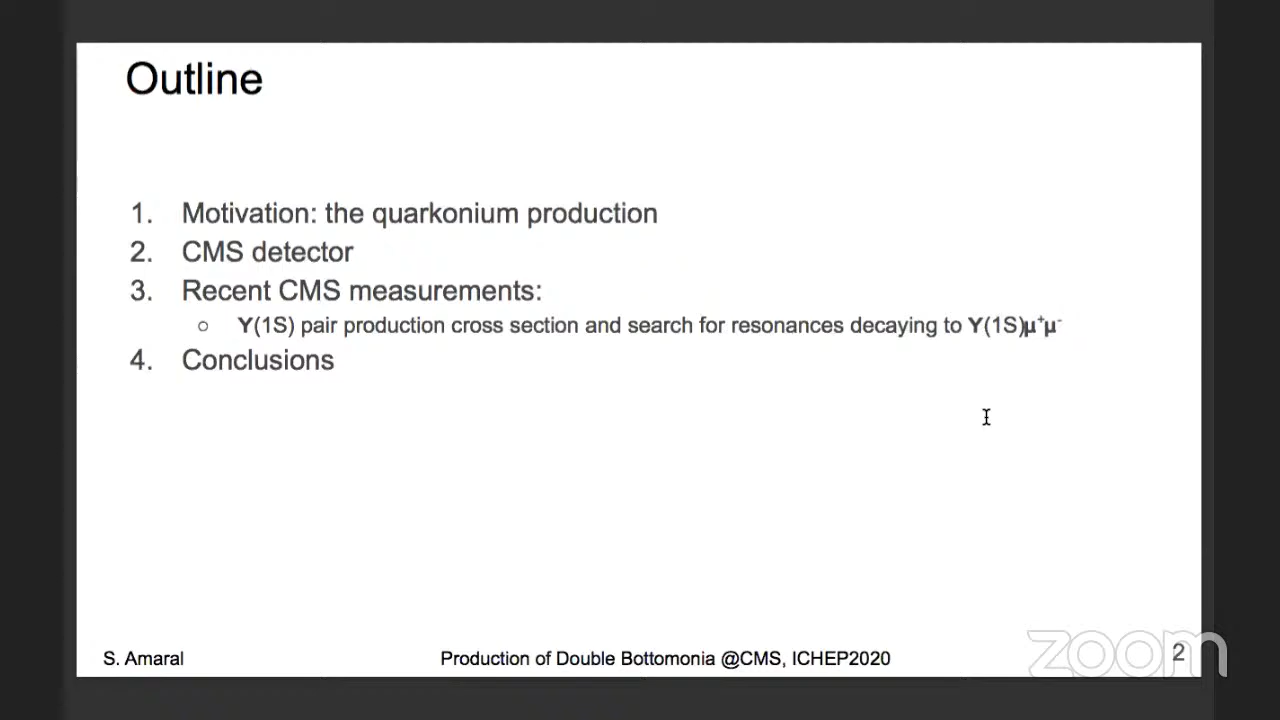 Outline
1. Motivation: the quarkonium production
2. CMS detector
3. Recent CMS measurements:
○ Y(1S) pair production cross section and search for resonances decaying to Y(1S)μ⁺μ⁻
4. Conclusions
S. Amaral
Production of Double Bottomonia @CMS, ICHEP2020
zoom
2